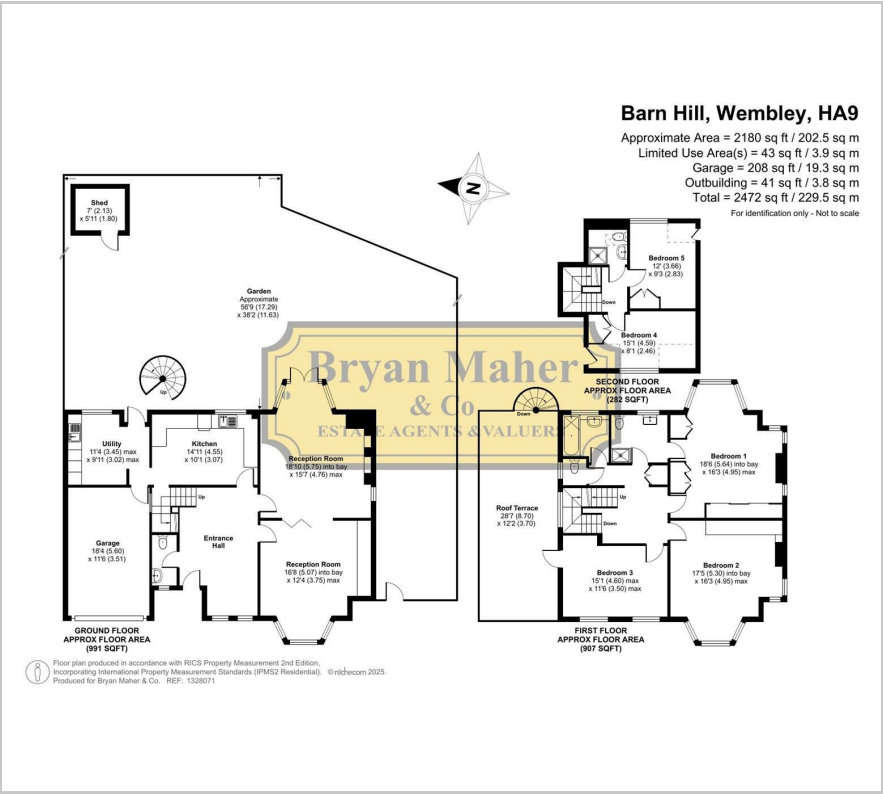 Barn Hill, Wembley, HA9
Approximate Area = 2180 sq ft / 202.5 sq m
Limited Use Area(s) = 43 sq ft / 3.9 sq m
Garage = 208 sq ft / 19.3 sq m
Outbuilding = 41 sq ft / 3.8 sq m
Total = 2472 sq ft / 229.5 sq m
For identification only - Not to scale
N
Shed
7' (2.13)
x 5'11 (1.80)
Garden
Approximate
56'9 (17.29)
x 38'2 (11.63)
Up
Utility
11'4 (3.45) max
x 9'11 (3.02) max
Kitchen
14'11 (4.55)
x 10'1 (3.07)
Reception Room
18'10 (5.75) into bay
x 15'7 (4.76) max
Up
Garage
18'4 (5.60)
x 11'6 (3.51)
Entrance
Hall
Reception Room
16'8 (5.07) into bay
x 12'4 (3.75) max
GROUND FLOOR
APPROX FLOOR AREA
(991 SQFT)
Bedroom 5
12' (3.66)
x 9'3 (2.83)
Down
Bedroom 4
15'1 (4.59)
x 8'1 (2.46)
SECOND FLOOR
APPROX FLOOR AREA
(282 SQFT)
Bryan Maher
& Co
ESTATE AGENTS & VALUERS
Down
Bedroom 1
18'6 (5.64) into bay
x 16'3 (4.95) max
Roof Terrace
28'7 (8.70)
x 12'2 (3.70)
Up
Down
Bedroom 3
15'1 (4.60) max
x 11'6 (3.50) max
Bedroom 2
17'5 (5.30) into bay
x 16'3 (4.95) max
FIRST FLOOR
APPROX FLOOR AREA
(907 SQFT)
Floor plan produced in accordance with RICS Property Measurement 2nd Edition,
Incorporating International Property Measurement Standards (IPMS2 Residential). © nichecom 2025.
Produced for Bryan Maher & Co. REF: 1328071